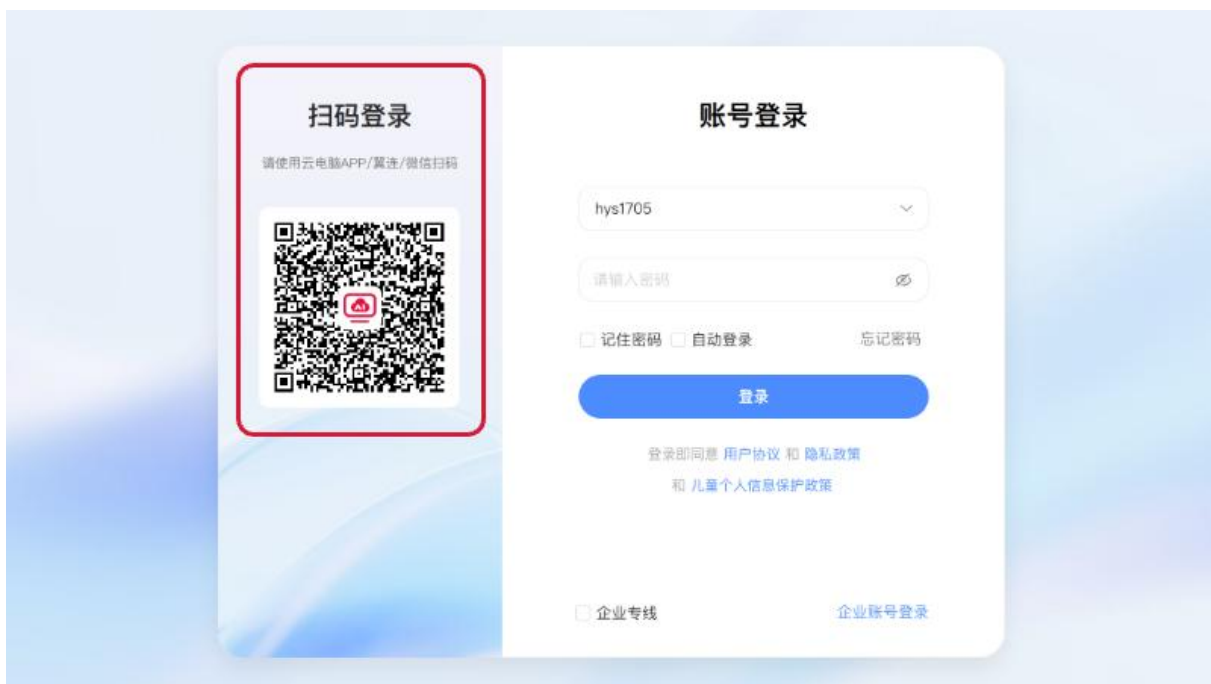 扫码登录
请使用云电脑APP/翼连/微信扫码
AI
账号登录
hys1705
请输入密码
记住密码 自动登录 忘记密码
登录
登录即同意 用户协议 和 隐私政策
和 儿童个人信息保护政策
企业专线 企业账号登录